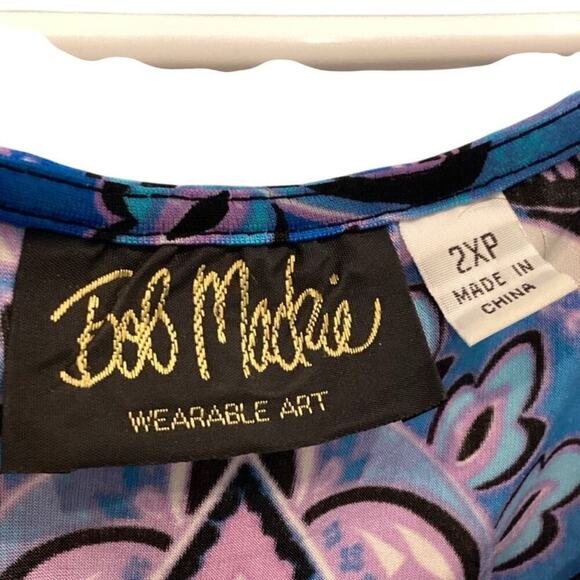 Bob Mackie
WEARABLE ART
2XP
MADE IN
CHINA